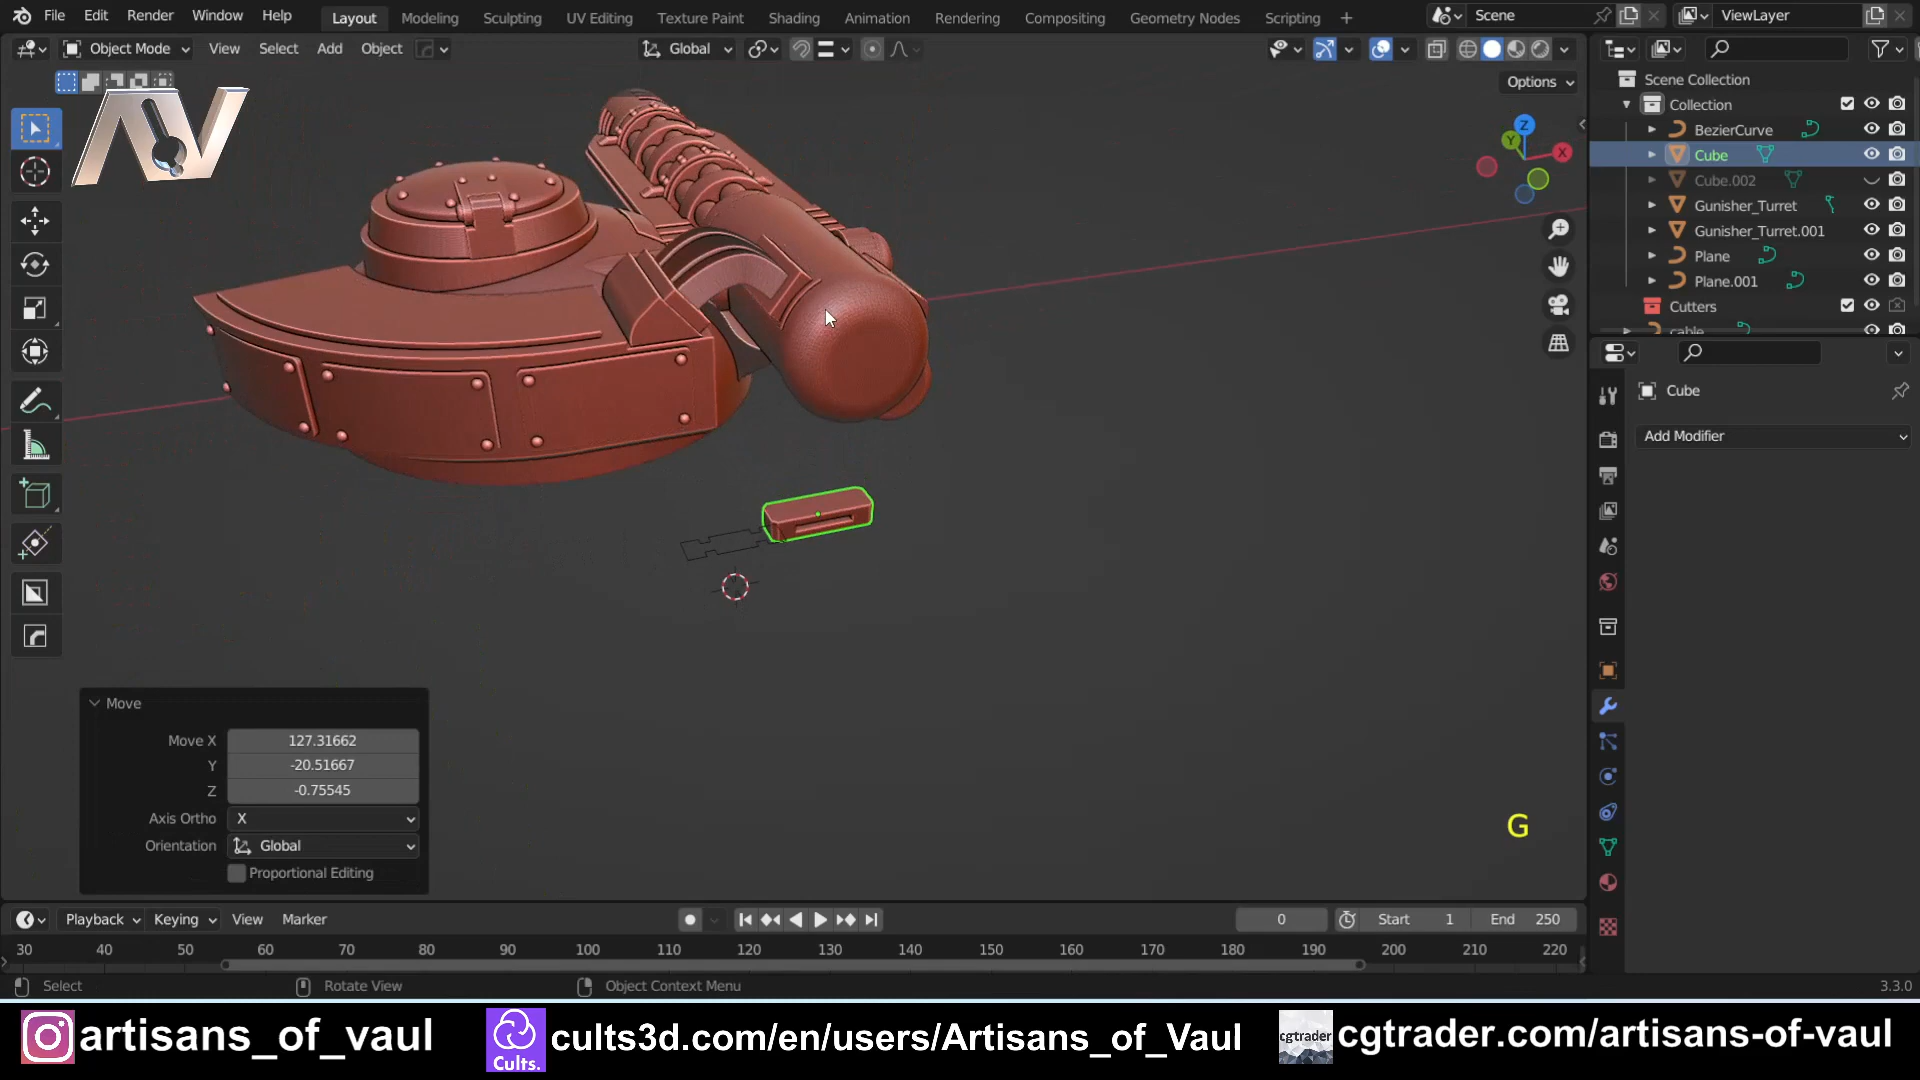 File Edit Render Window Help Layout Modeling Sculpting UV Editing Texture Paint Shading Animation Rendering Compositing Geometry Nodes Scripting + Scene ViewLayer
Object Mode View Select Add Object Global
Options
AV
Z
Y
X
Scene Collection
Collection
BezierCurve
Cube
Cube.002
Gunisher_Turret
Gunisher_Turret.001
Plane
Plane.001
Cutters
cable
Cube
Add Modifier
Move
Move X 127.31662
Y -20.51667
Z -0.75545
Axis Ortho X
Orientation Global
Proportional Editing
G
Playback Keying View Marker 0 Start 1 End 250
30 40 50 60 70 80 90 100 110 120 130 140 150 160 170 180 190 200 210 220
Select Rotate View Object Context Menu 3.3.0
artisans_of_vaul Cults. cults3d.com/en/users/Artisans_of_Vaul cgtrader cgtrader.com/artisans-of-vaul